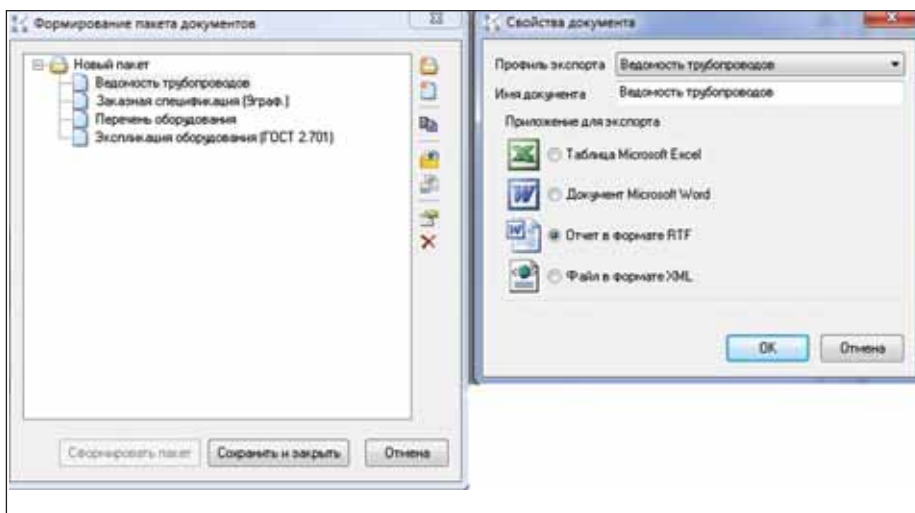 Формирование пакета документов
Новый пакет
Ведомость трубопроводов
Заказная спецификация (9граф.)
Перечень оборудования
Экспликация оборудования (ГОСТ 2.701)
Сформировать пакет
Сохранить и закрыть
Отмена
Свойства документа
Профиль экспорта Ведомость трубопроводов
Имя документа Ведомость трубопроводов
Приложение для экспорта
Таблица Microsoft Excel
Документ Microsoft Word
Отчет в формате RTF
Файл в формате XML
OK
Отмена